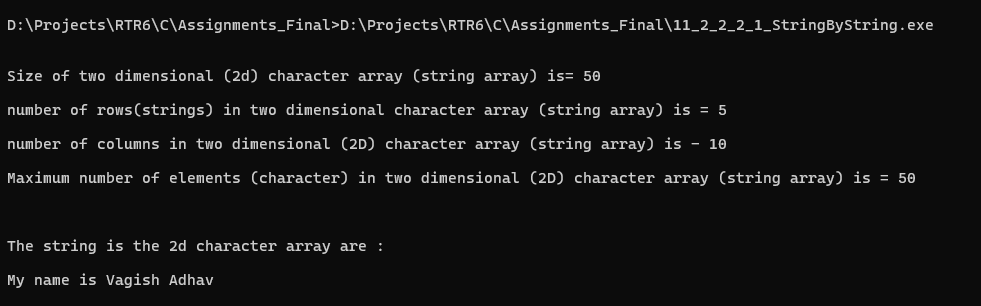 D:\Projects\RTR6\C\Assignments_Final>D:\Projects\RTR6\C\Assignments_Final\11_2_2_2_1_StringByString.exe
Size of two dimensional (2d) character array (string array) is= 50
number of rows(strings) in two dimensional character array (string array) is = 5
number of columns in two dimensional (2D) character array (string array) is - 10
Maximum number of elements (character) in two dimensional (2D) character array (string array) is = 50
The string is the 2d character array are :
My name is Vagish Adhav